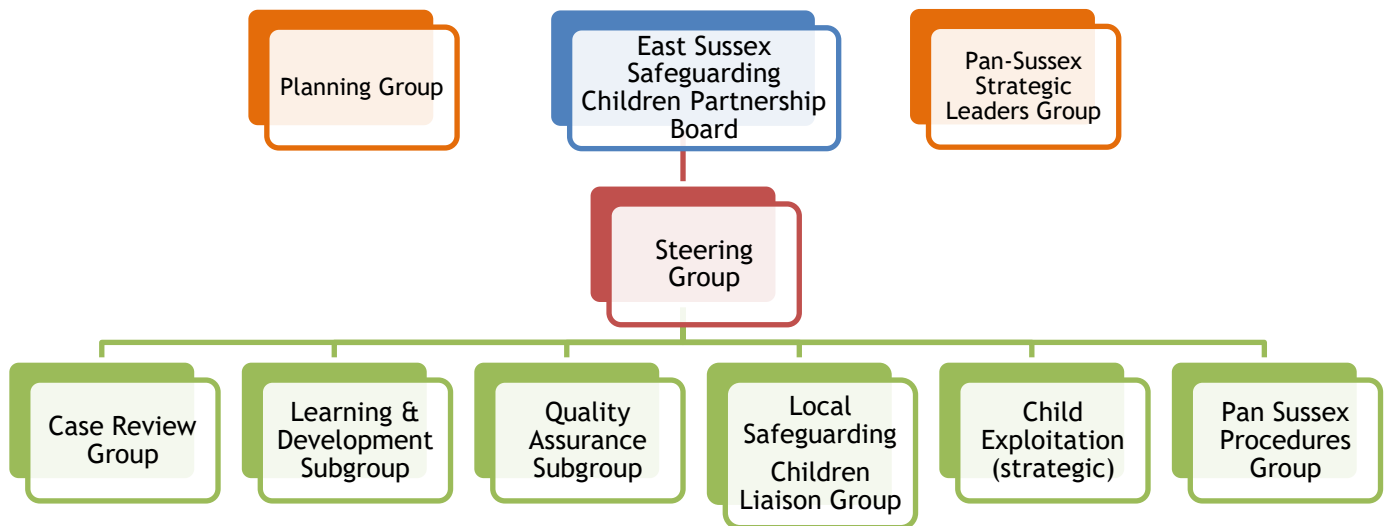 Planning Group
East Sussex
Safeguarding
Children Partnership
Board
Pan-Sussex
Strategic
Leaders Group
Steering
Group
Case Review
Group
Learning &
Development
Subgroup
Quality
Assurance
Subgroup
Local
Safeguarding
Children
Liaison Group
Child
Exploitation
(strategic)
Pan Sussex
Procedures
Group